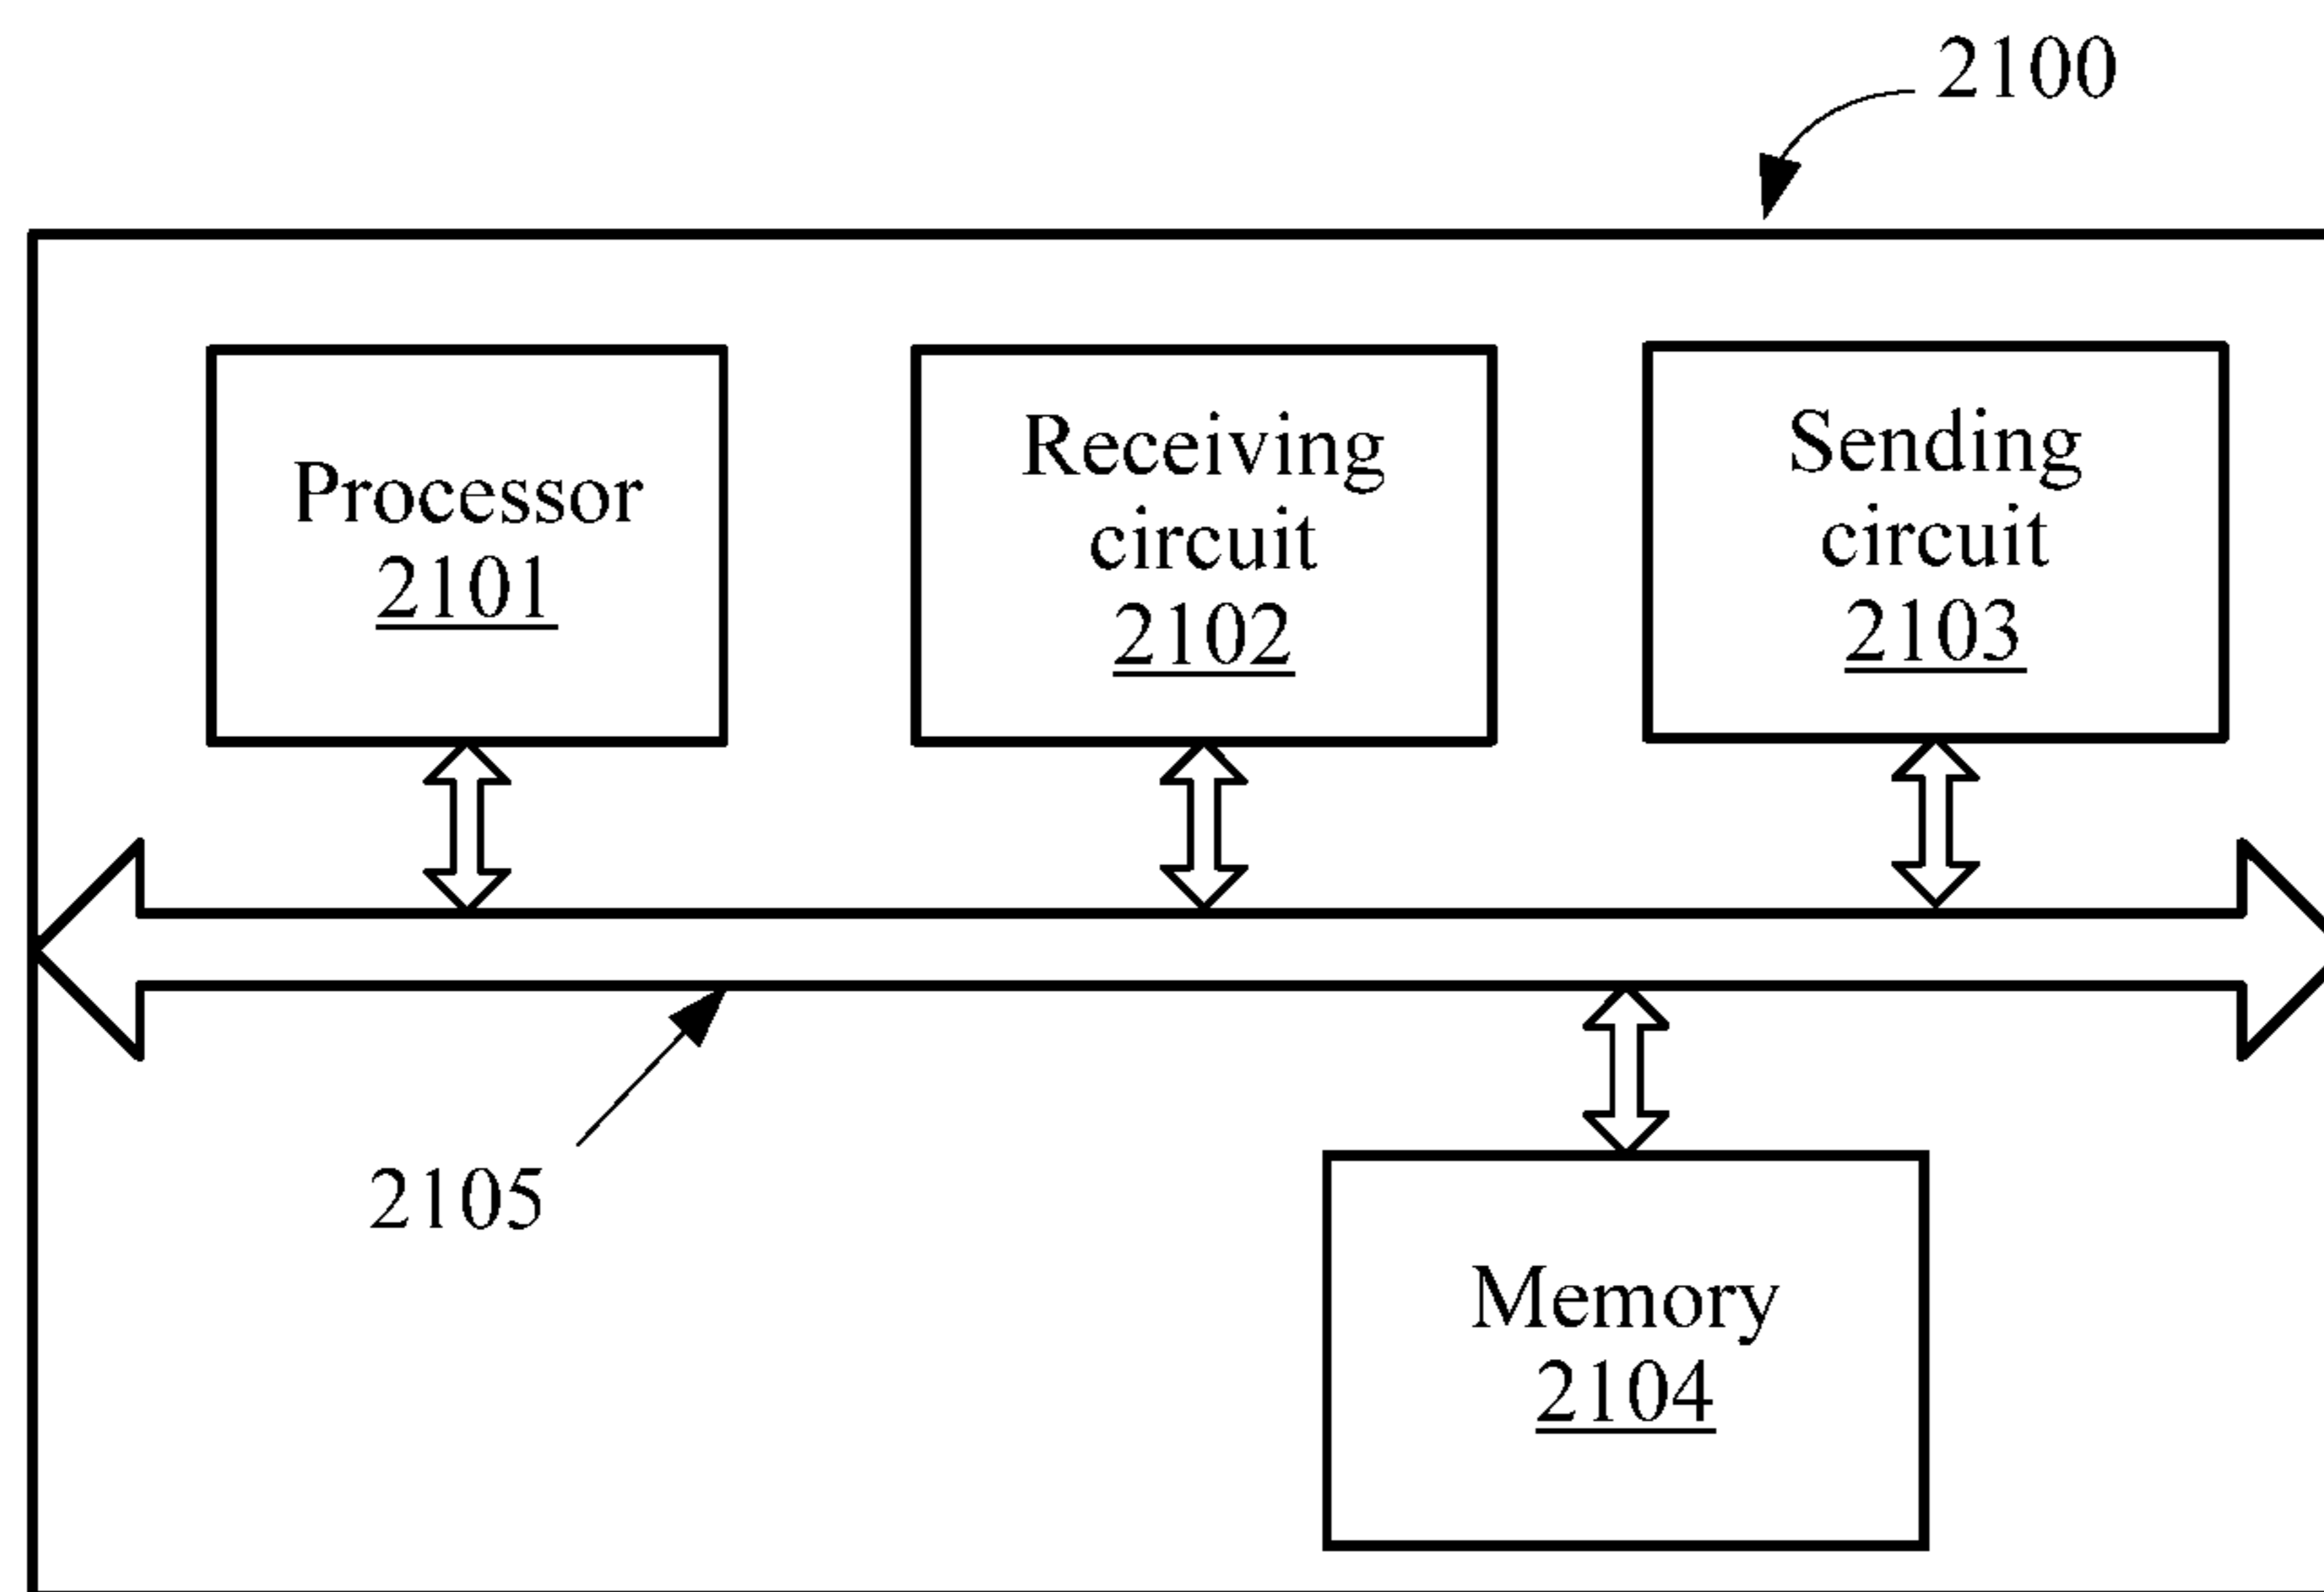 2100
Processor
2101
Receiving
circuit
2102
Sending
circuit
2103
2105
Memory
2104